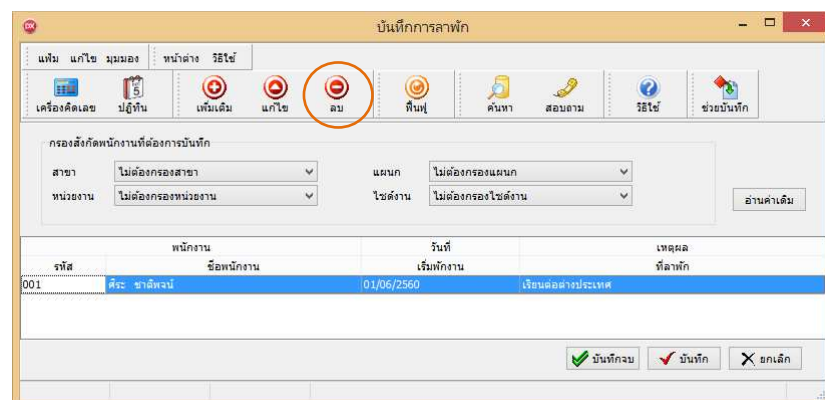 บันทึกการลาพัก
แฟ้ม แก้ไข มุมมอง หน้าต่าง วิธีใช้
เครื่องคิดเลข ปฏิทิน เพิ่มเติม แก้ไข ลบ ฟื้นฟู ค้นหา สอบถาม วิธีใช้ ช่วยบันทึก
กรองสังกัดพนักงานที่ต้องการบันทึก
สาขา ไม่ต้องกรองสาขา แผนก ไม่ต้องกรองแผนก
หน่วยงาน ไม่ต้องกรองหน่วยงาน ไซด์งาน ไม่ต้องกรองไซด์งาน อ่านค่าเดิม
พนักงาน วันที่ เหตุผล
รหัส ชื่อพนักงาน เริ่มพักงาน ที่ลาพัก
001 ศิระ ชาติพจน์ 01/06/2560 เรียนต่อต่างประเทศ
บันทึกจบ บันทึก ยกเลิก